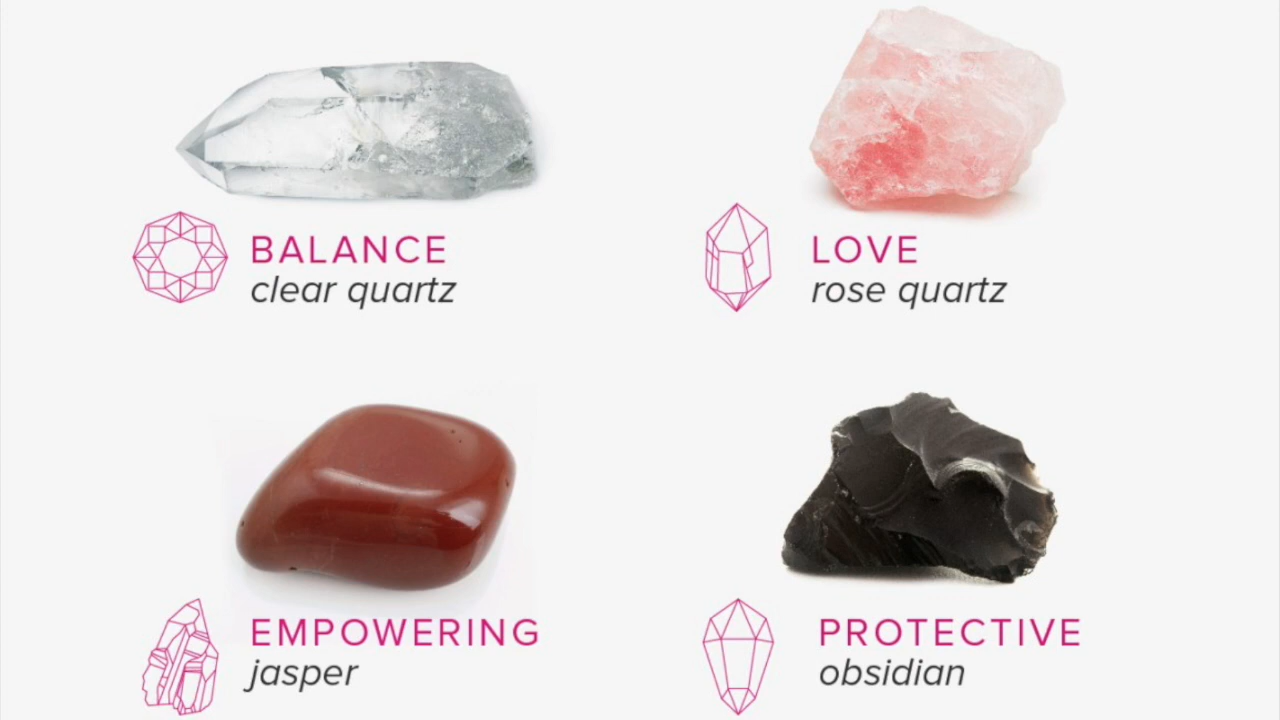 BALANCE
clear quartz
LOVE
rose quartz
EMPOWERING
jasper
PROTECTIVE
obsidian